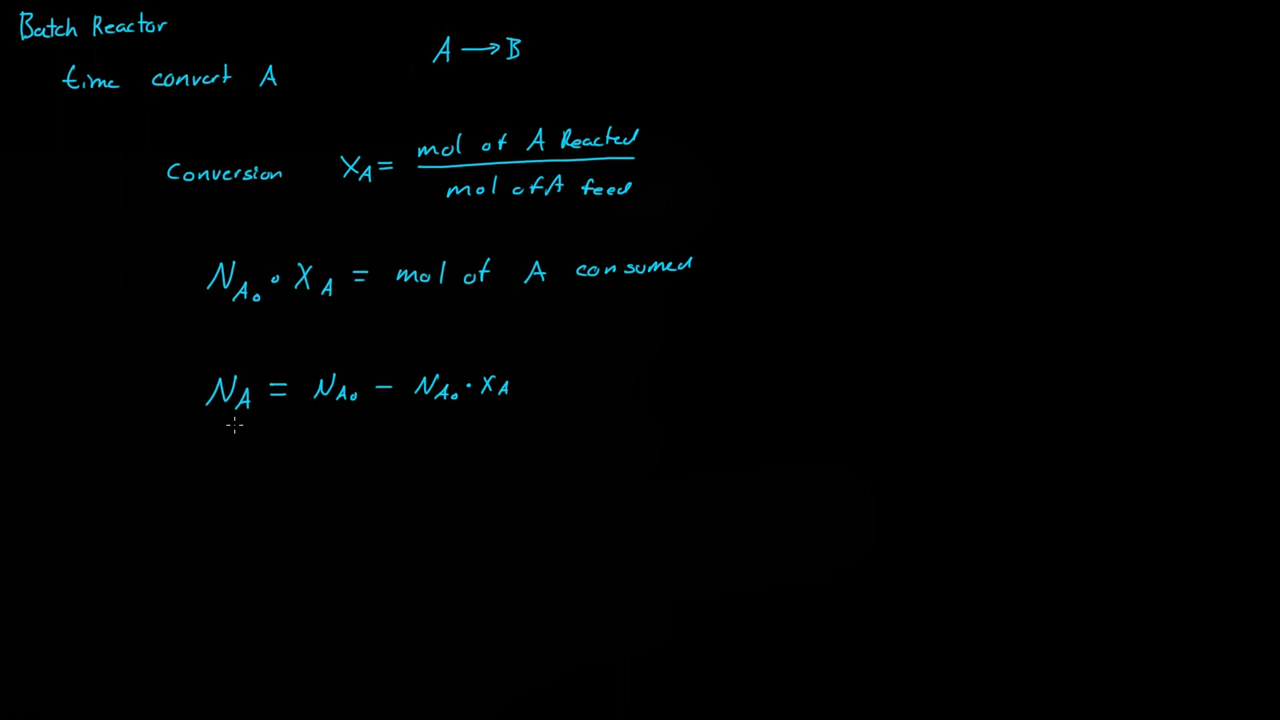 Batch Reactor
A → B
time convert A
Conversion X_A = mol of A Reacted / mol of A feed
N_A₀ • X_A = mol of A consumed
N_A = N_A₀ - N_A₀ · X_A